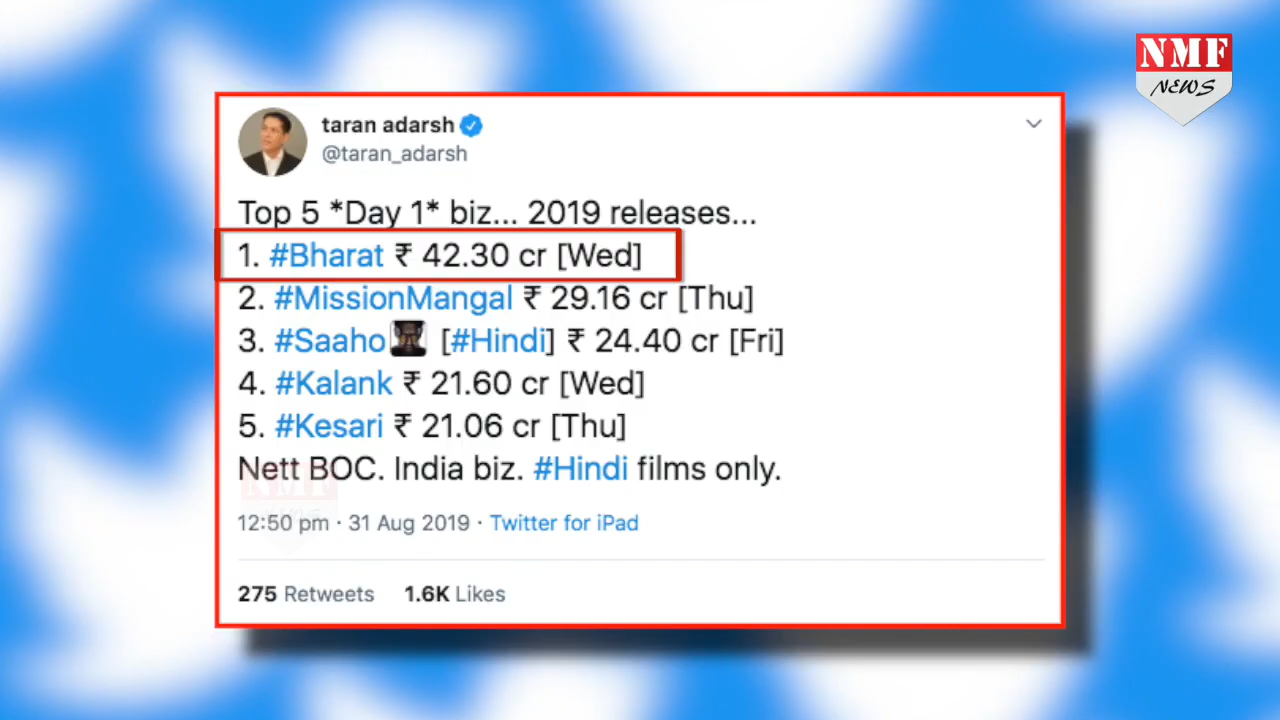 NMF
NEWS
taran adarsh
@taran_adarsh
Top 5 *Day 1* biz... 2019 releases...
1. #Bharat ₹ 42.30 cr [Wed]
2. #MissionMangal ₹ 29.16 cr [Thu]
3. #Saaho [#Hindi] ₹ 24.40 cr [Fri]
4. #Kalank ₹ 21.60 cr [Wed]
5. #Kesari ₹ 21.06 cr [Thu]
Nett BOC. India biz. #Hindi films only.
NMF
NEWS
12:50 pm · 31 Aug 2019 · Twitter for iPad
275 Retweets 1.6K Likes